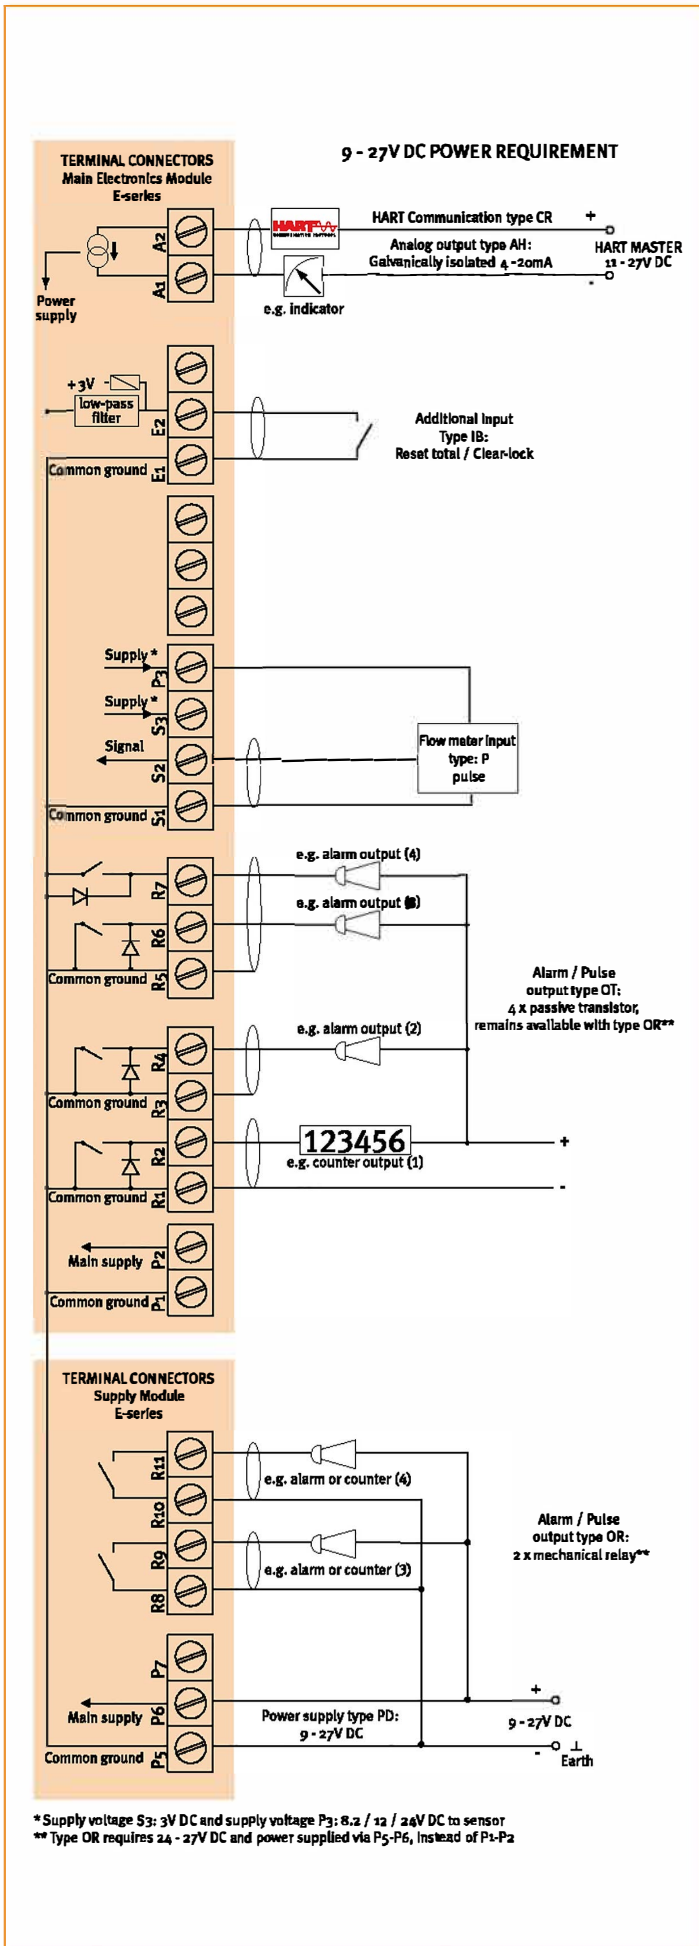 9 - 27V DC POWER REQUIREMENT
TERMINAL CONNECTORS
Main Electronics Module
E-series
A2
A1
Power
supply
HART
HART Communication type CR
Analog output type AH:
Galvanically isolated 4 -20mA
e.g. indicator
+
HART MASTER
11 - 27V DC
-
+ 3V
low-pass
filter
E2
Common ground
E1
Additional input
Type IB:
Reset total / Clear-lock
Supply *
P3
Supply *
S3
Signal
S2
Common ground
S1
Flow meter input
type: P
pulse
R7
e.g. alarm output (4)
R6
e.g. alarm output
Common ground
R5
Alarm / Pulse
output type OT:
4 x passive transistor,
remains available with type OR**
R4
e.g. alarm output (2)
Common ground
R3
R2
123456
e.g. counter output (1)
+
Common ground
R1
-
Main supply
P2
Common ground
P1
TERMINAL CONNECTORS
Supply Module
E-series
R11
e.g. alarm or counter (4)
R10
R9
e.g. alarm or counter (3)
R8
Alarm / Pulse
output type OR:
2 x mechanical relay**
P7
Main supply
P6
Power supply type PD:
9 - 27V DC
+
9 - 27V DC
-
Earth
Common ground
P5
* Supply voltage S3: 3V DC and supply voltage P3: 8.2 / 12 / 24V DC to sensor
** Type OR requires 24 - 27V DC and power supplied via P5-P6, instead of P1-P2